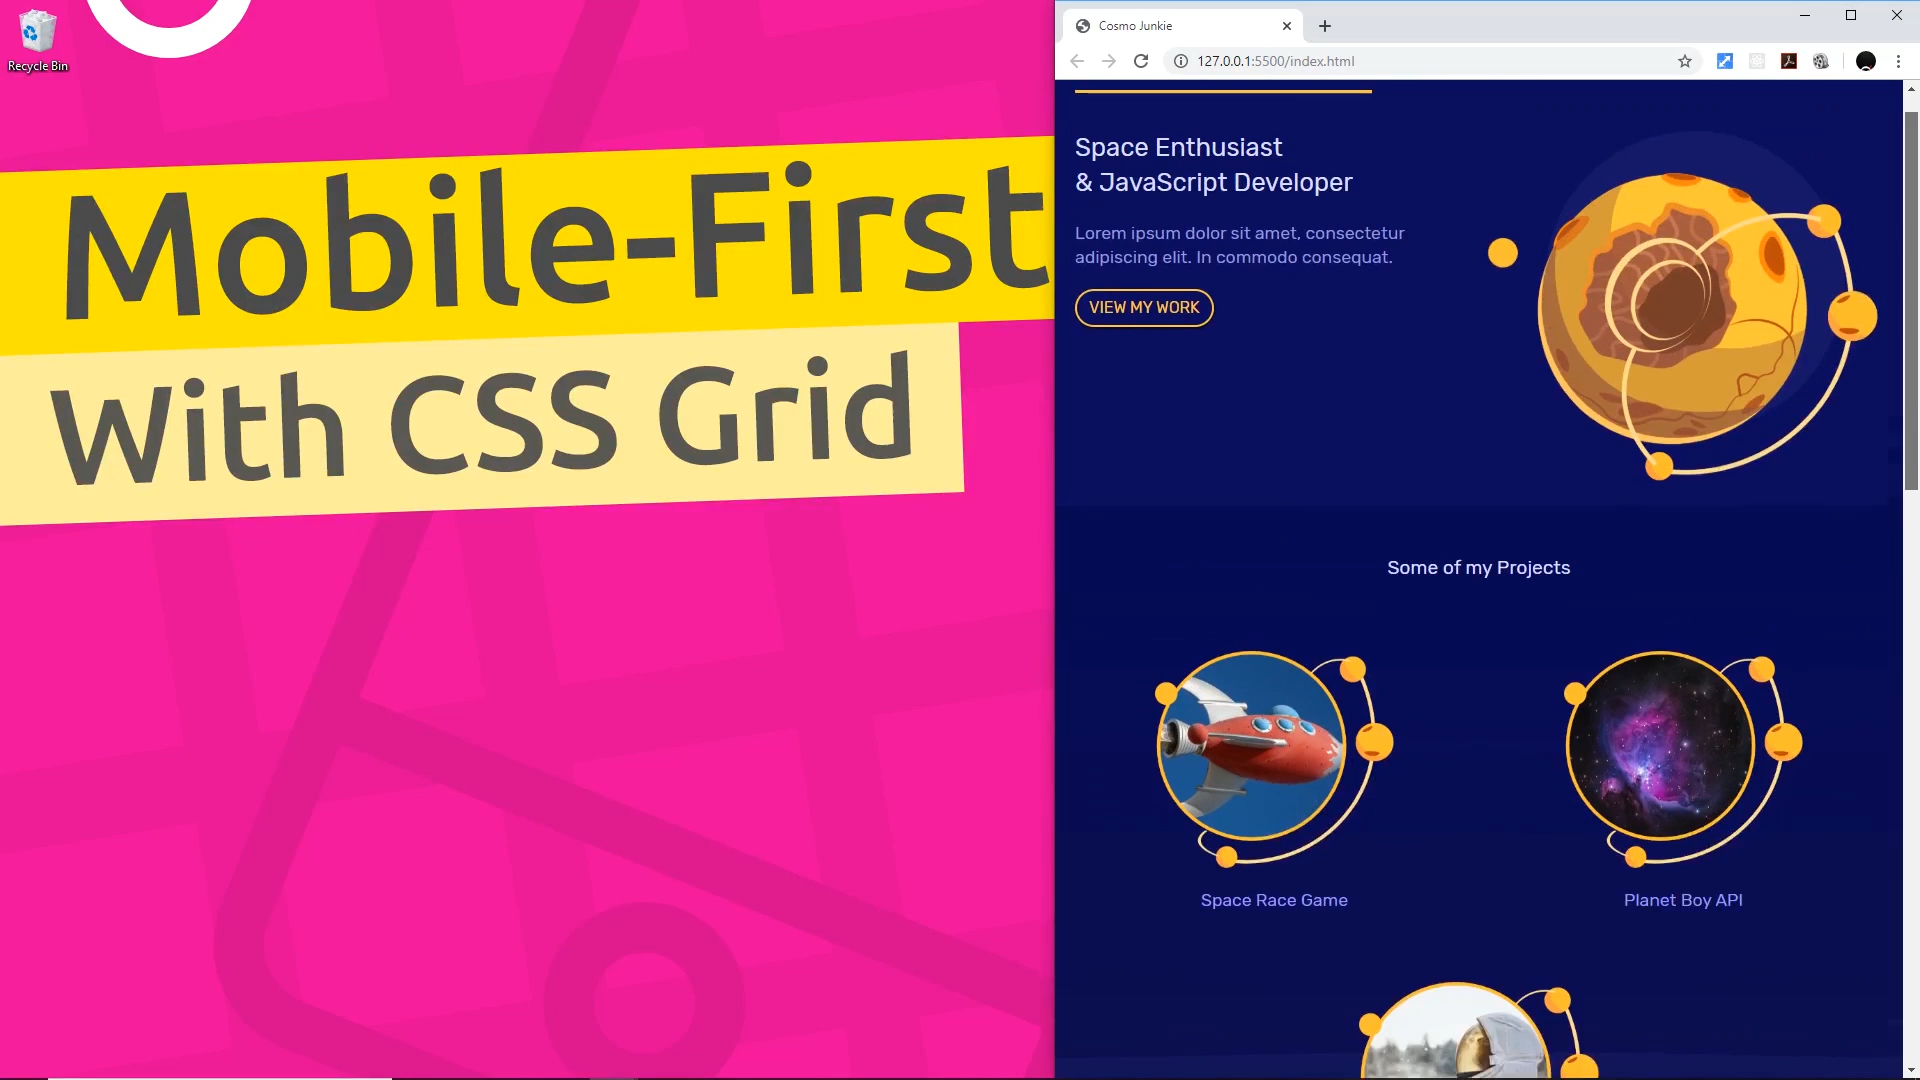 Recycle Bin
Mobile-First
With CSS Grid
Cosmo Junkie
127.0.0.1:5500/index.html
Space Enthusiast
& JavaScript Developer
Lorem ipsum dolor sit amet, consectetur
adipiscing elit. In commodo consequat.
VIEW MY WORK
Some of my Projects
Space Race Game
Planet Boy API